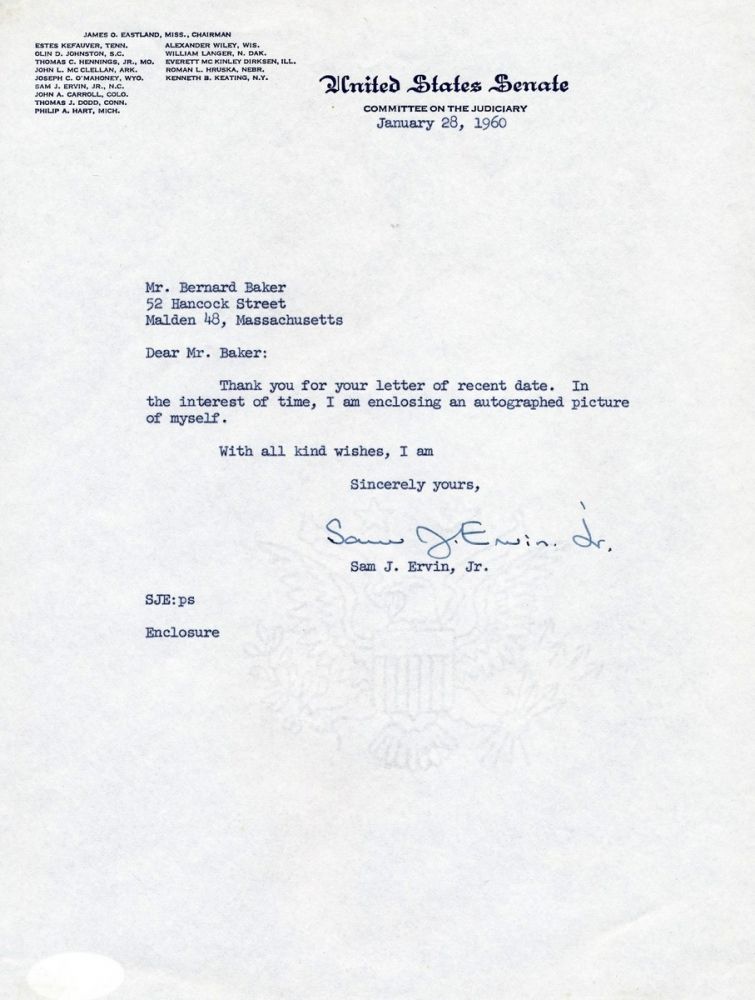 JAMES O. EASTLAND, MISS., CHAIRMAN
ESTES KEFAUVER, TENN.
OLIN D. JOHNSTON, S.C.
THOMAS C. HENNINGS, JR., MO.
JOHN L. MC CLELLAN, ARK.
JOSEPH C. O'MAHONEY, WYO.
SAM J. ERVIN, JR., N.C.
JOHN A. CARROLL, COLO.
THOMAS J. DODD, CONN.
PHILIP A. HART, MICH.
ALEXANDER WILEY, WIS.
WILLIAM LANGER, N. DAK.
EVERETT MC KINLEY DIRKSEN, ILL.
ROMAN L. HRUSKA, NEBR.
KENNETH B. KEATING, N.Y.
United States Senate
COMMITTEE ON THE JUDICIARY
January 28, 1960
Mr. Bernard Baker
52 Hancock Street
Malden 48, Massachusetts
Dear Mr. Baker:
Thank you for your letter of recent date. In
the interest of time, I am enclosing an autographed picture
of myself.
With all kind wishes, I am
Sincerely yours,
Sam J. Ervin. Jr.
Sam J. Ervin, Jr.
SJE:ps
Enclosure